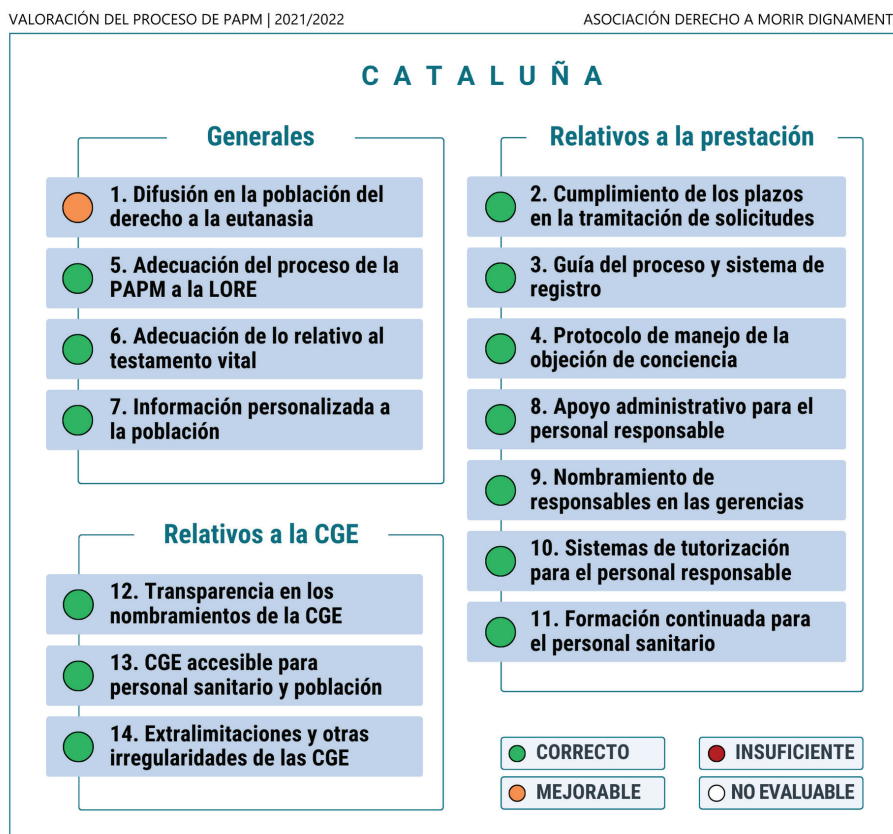 VALORACIÓN DEL PROCESO DE PAPM | 2021/2022
ASOCIACIÓN DERECHO A MORIR DIGNAMENT
CATALUÑA
Generales
1. Difusión en la población del
derecho a la eutanasia
5. Adecuación del proceso de la
PAPM a la LORE
6. Adecuación de lo relativo al
testamento vital
7. Información personalizada a
la población
Relativos a la prestación
2. Cumplimiento de los plazos
en la tramitación de solicitudes
3. Guía del proceso y sistema de
registro
4. Protocolo de manejo de la
objeción de conciencia
8. Apoyo administrativo para el
personal responsable
9. Nombramiento de
responsables en las gerencias
10. Sistemas de tutorización
para el personal responsable
11. Formación continuada para
el personal sanitario
Relativos a la CGE
12. Transparencia en los
nombramientos de la CGE
13. CGE accesible para
personal sanitario y población
14. Extralimitaciones y otras
irregularidades de las CGE
CORRECTO
INSUFICIENTE
MEJORABLE
NO EVALUABLE